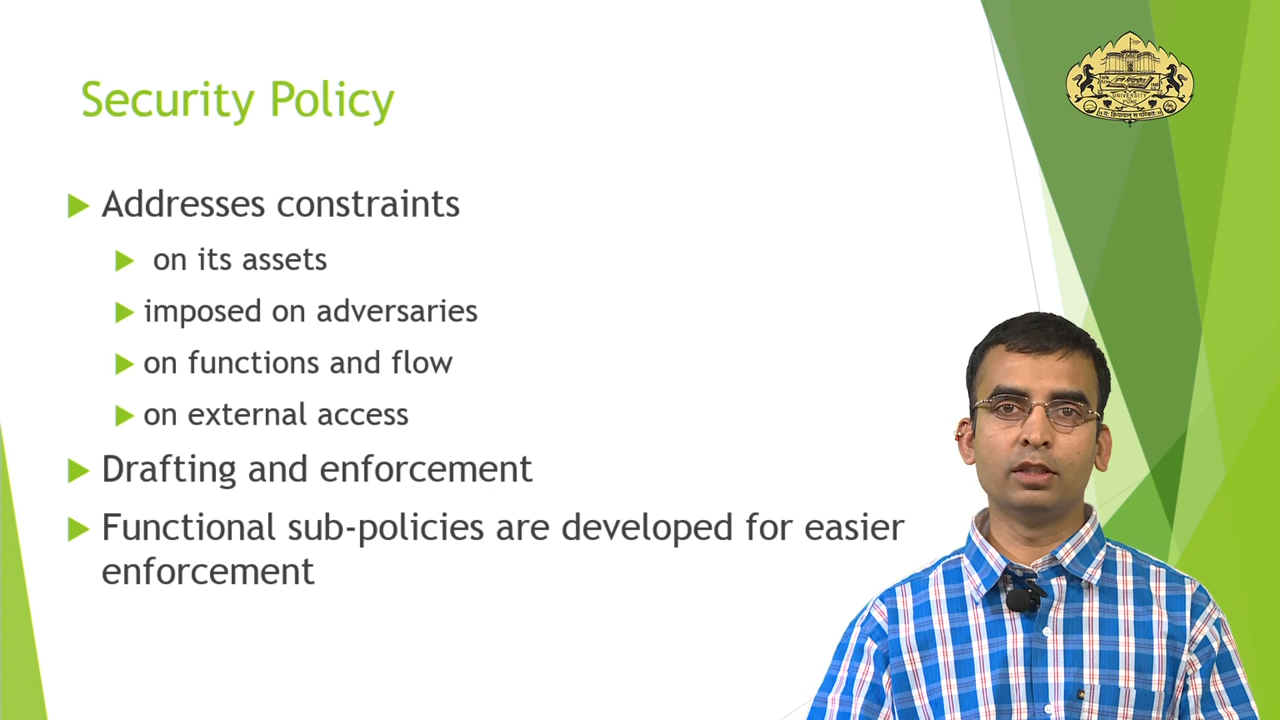 Security Policy
Addresses constraints
on its assets
imposed on adversaries
on functions and flow
on external access
Drafting and enforcement
Functional sub-policies are developed for easier
enforcement
UNIVERSITY